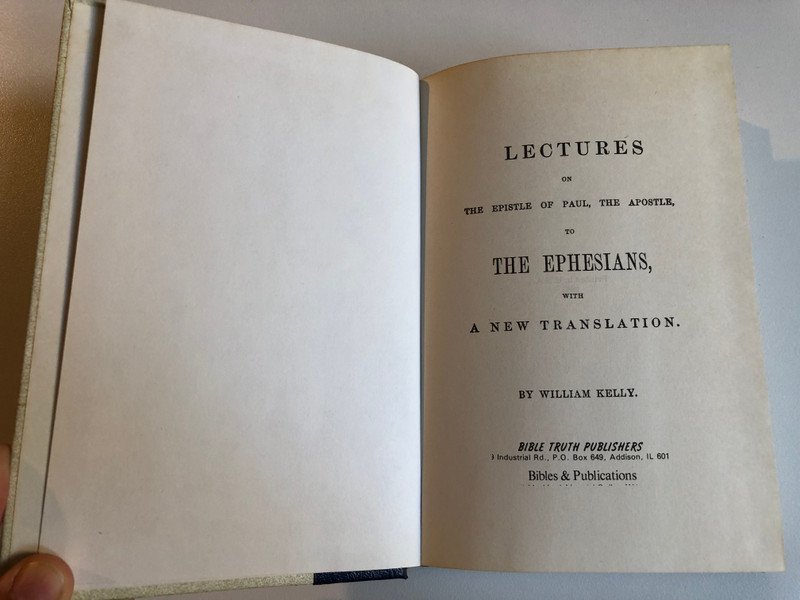 LECTURES
ON
THE EPISTLE OF PAUL, THE APOSTLE,
TO
THE EPHESIANS,
WITH
A NEW TRANSLATION.
BY WILLIAM KELLY.
BIBLE TRUTH PUBLISHERS
Industrial Rd., P.O. Box 649, Addison, IL 601
Bibles & Publications